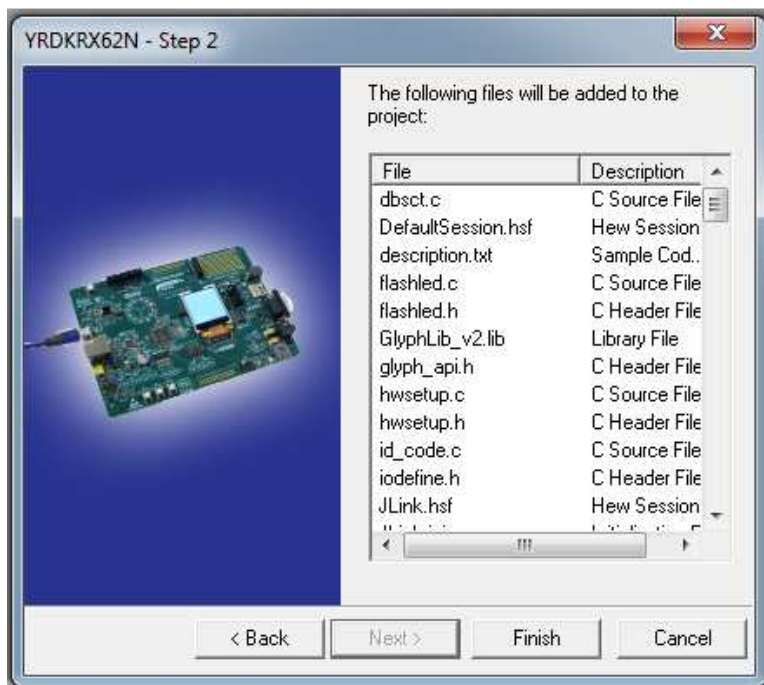 YRDKRX62N - Step 2
The following files will be added to the
project:
File Description
dbsct.c C Source File
DefaultSession.hsf Hew Session
description.txt Sample Cod..
flashled.c C Source File
flashled.h C Header File
GlyphLib_v2.lib Library File
glyph_api.h C Header File
hwsetup.c C Source File
hwsetup.h C Header File
id_code.c C Source File
iodefine.h C Header File
JLink.hsf Hew Session
< Back Next > Finish Cancel